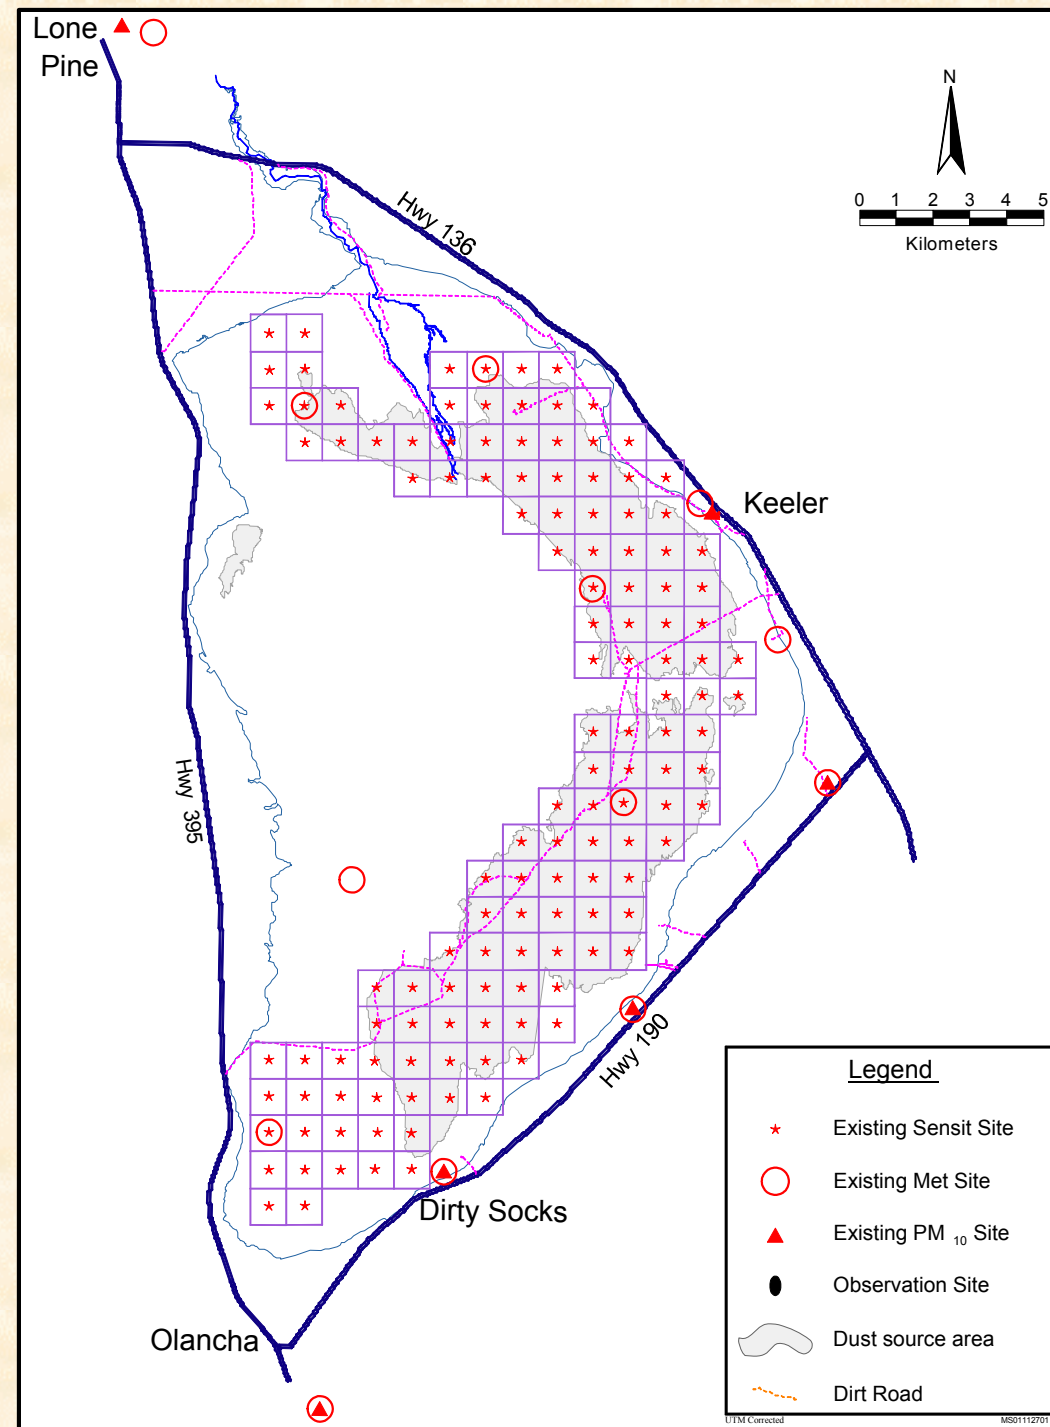 Lone
Pine
N
0 1 2 3 4 5
Kilometers
Hwy 136
Keeler
Hwy 395
Hwy 190
Dirty Socks
Olancha
Legend
Existing Sensit Site
Existing Met Site
Existing PM 10 Site
Observation Site
Dust source area
Dirt Road
UTM Corrected
MS01112701